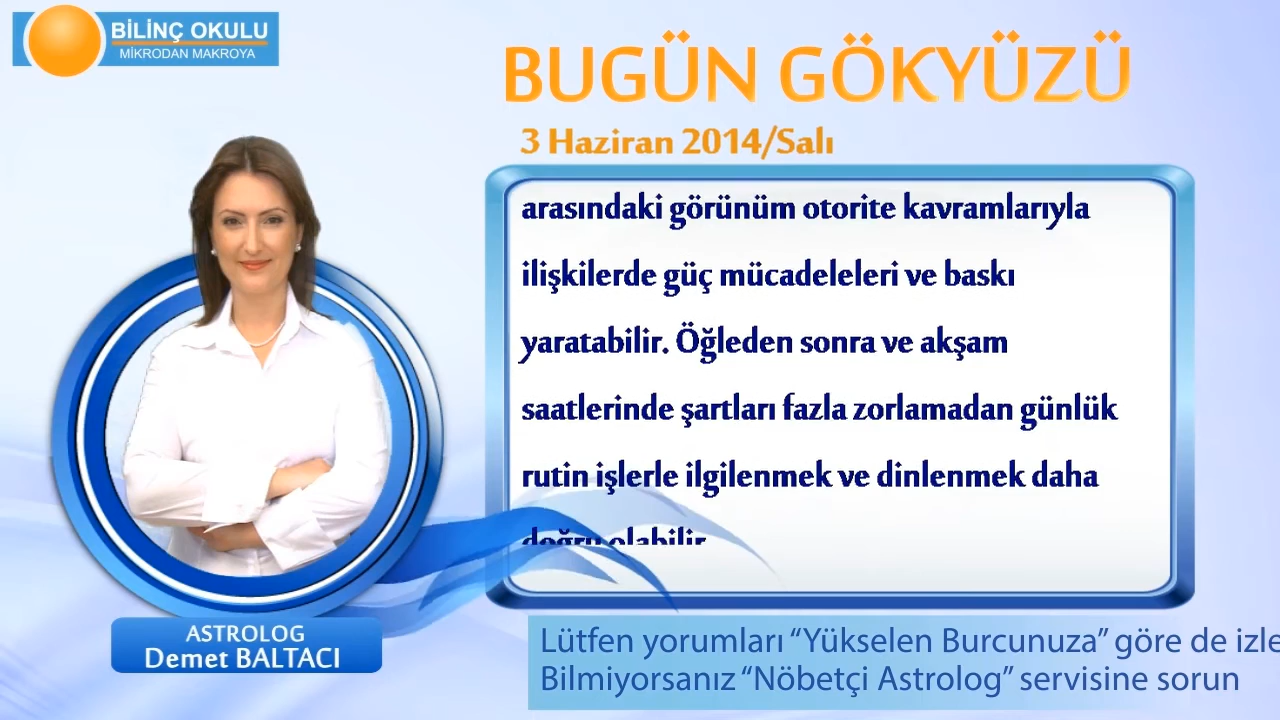 BİLİNÇ OKULU
MİKRODAN MAKROYA
BUGÜN GÖKYÜZÜ
3 Haziran 2014/Salı
arasındaki görünüm otorite kavramlarıyla
ilişkilerde güç mücadeleleri ve baskı
yaratabilir. Öğleden sonra ve akşam
saatlerinde şartları fazla zorlamadan günlük
rutin işlerle ilgilenmek ve dinlenmek daha
doğru olabilir
ASTROLOG
Demet BALTACI
Lütfen yorumları “Yükselen Burcunuza” göre de izle
Bilmiyorsanız “Nöbetçi Astrolog” servisine sorun